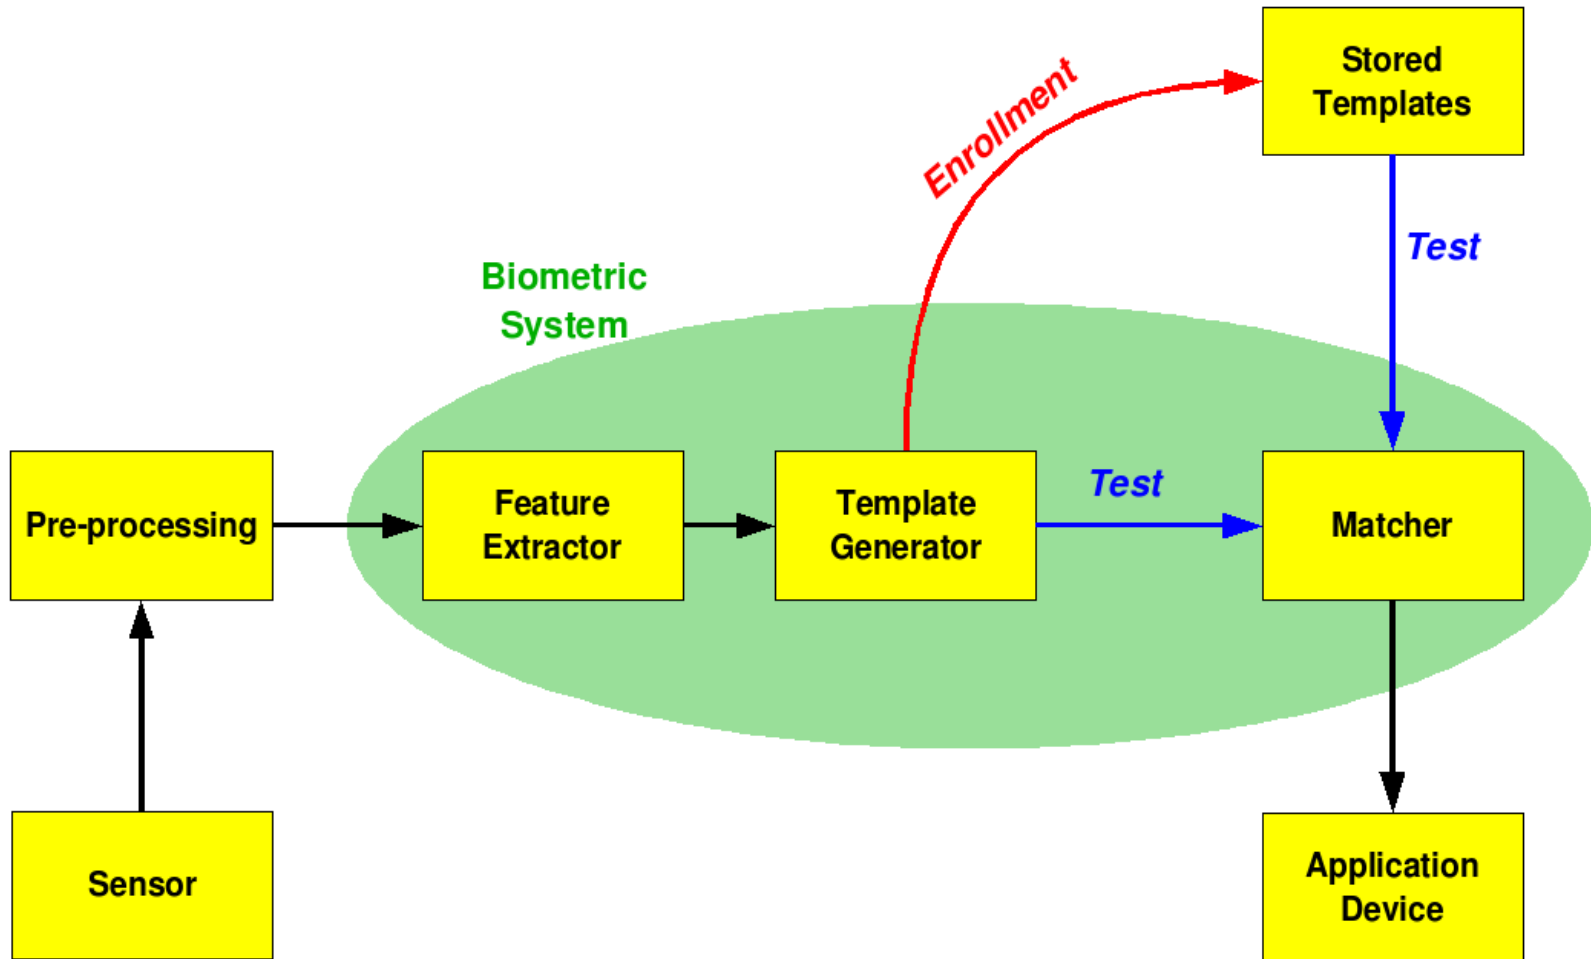 Stored
Templates
Enrollment
Test
Biometric
System
Pre-processing
Feature
Extractor
Template
Generator
Test
Matcher
Sensor
Application
Device